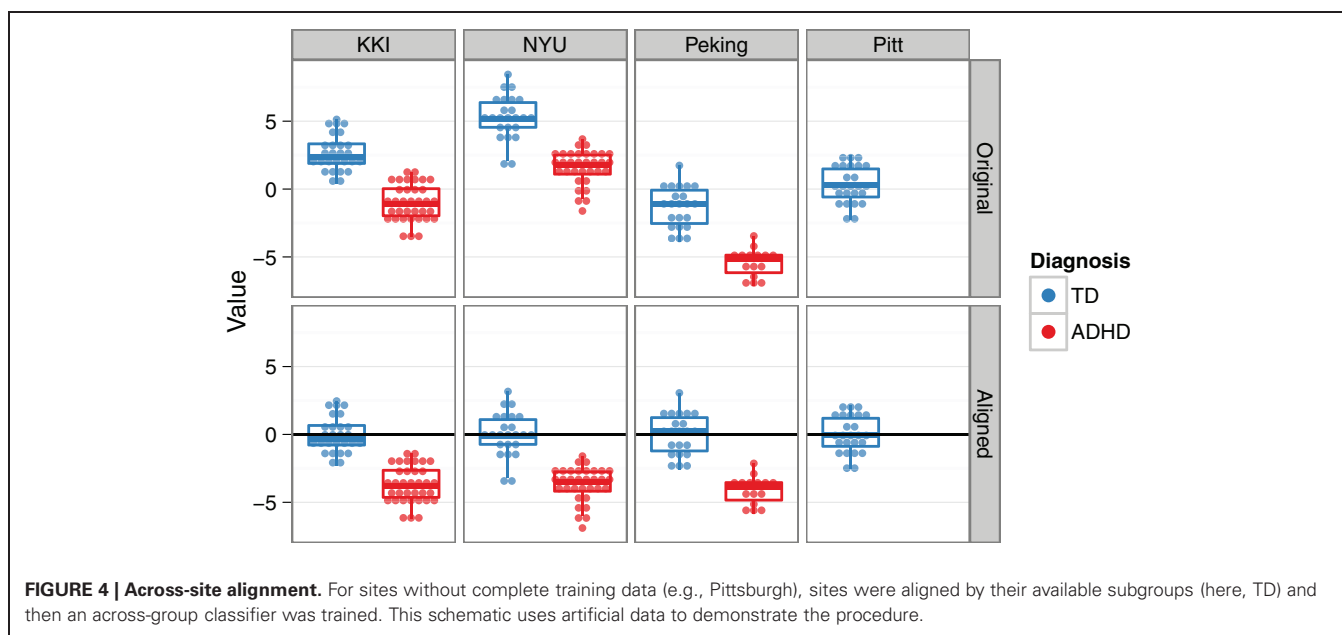 KKI NYU Peking Pitt
5
0
−5
Original
Value
5
0
−5
Aligned
Diagnosis
TD
ADHD
FIGURE 4 | Across-site alignment. For sites without complete training data (e.g., Pittsburgh), sites were aligned by their available subgroups (here, TD) and
then an across-group classifier was trained. This schematic uses artificial data to demonstrate the procedure.